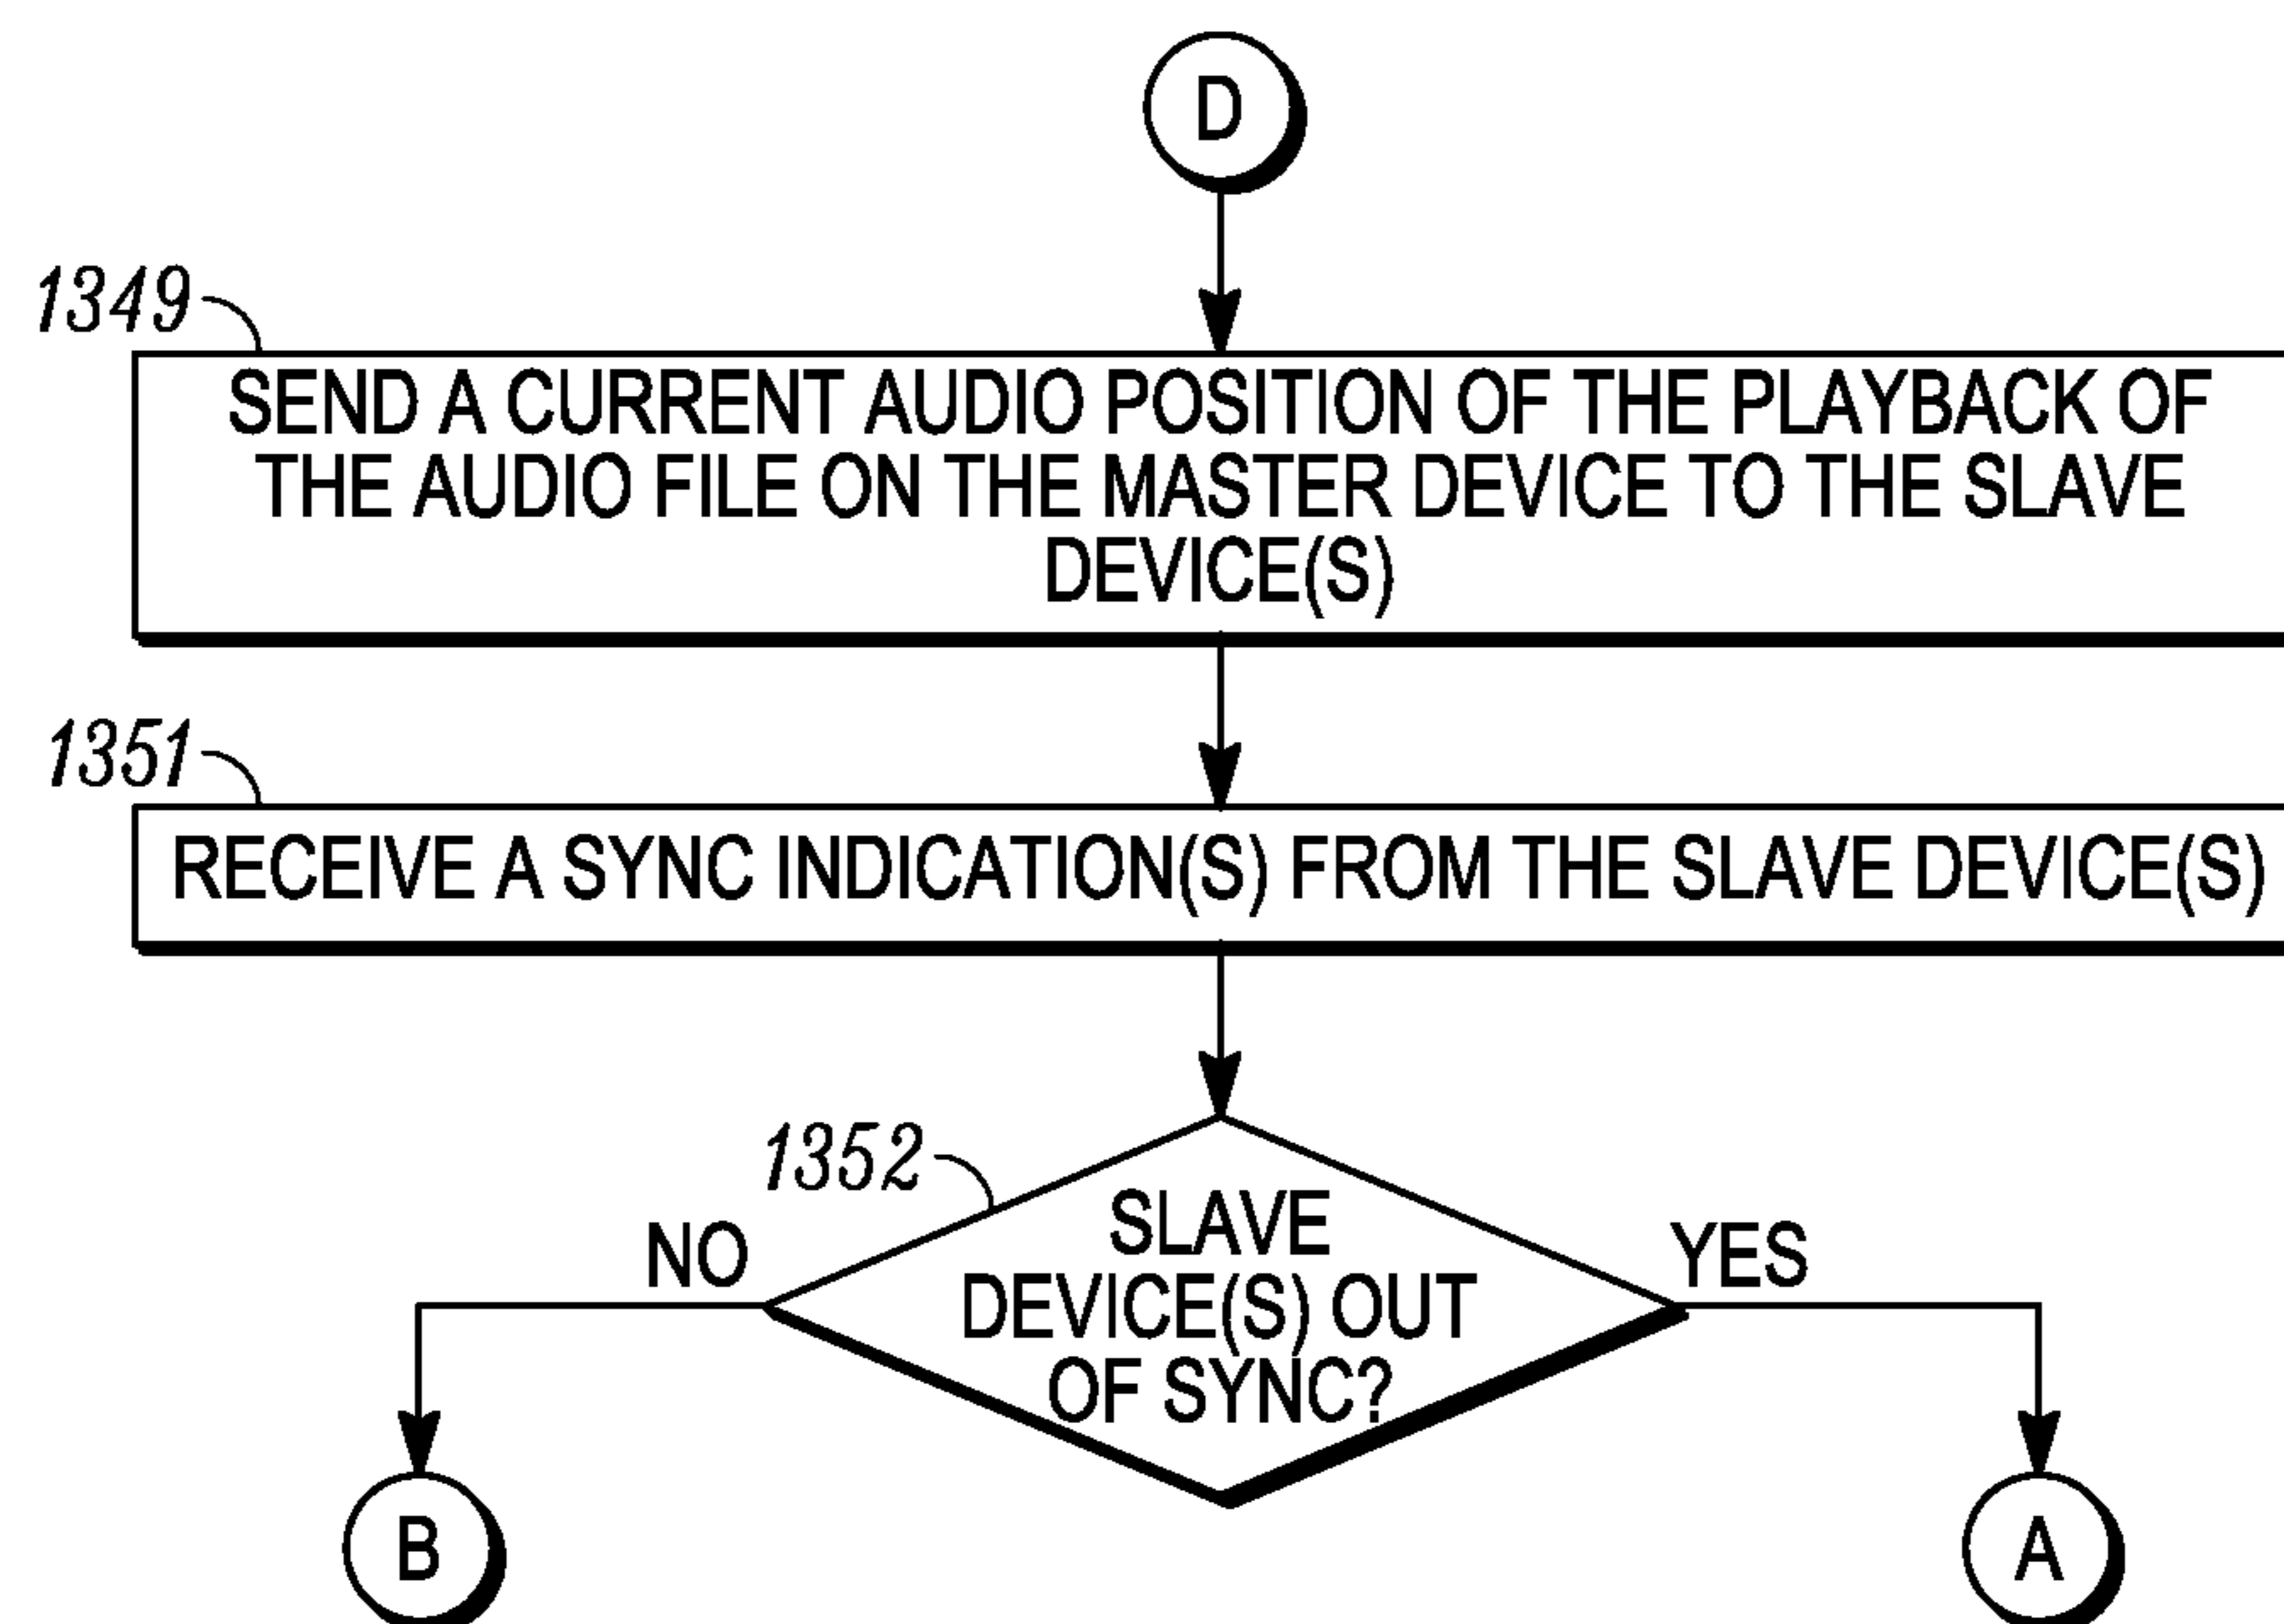 D
1349
SEND A CURRENT AUDIO POSITION OF THE PLAYBACK OF
THE AUDIO FILE ON THE MASTER DEVICE TO THE SLAVE
DEVICE(S)
1351
RECEIVE A SYNC INDICATION(S) FROM THE SLAVE DEVICE(S)
1352
SLAVE
DEVICE(S) OUT
OF SYNC?
NO
YES
B
A